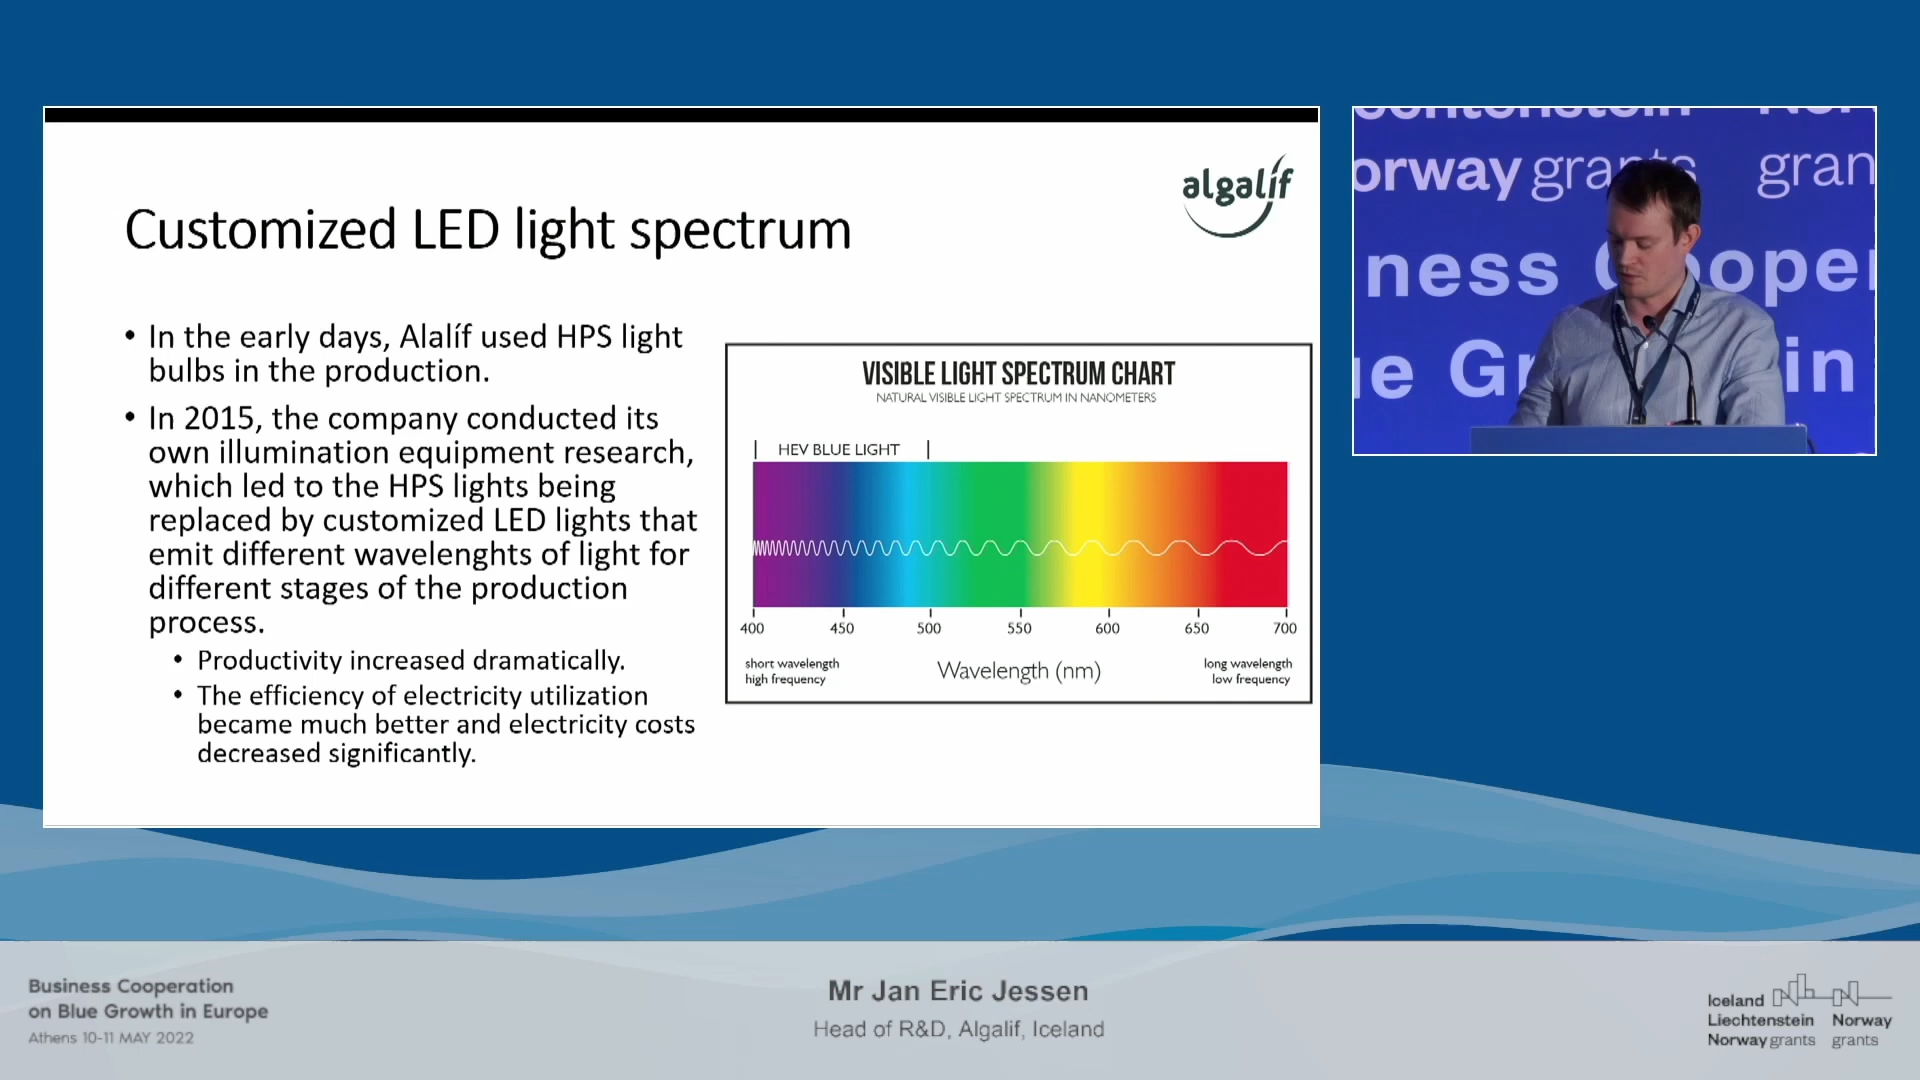 algalíf
Customized LED light spectrum
• In the early days, Alalíf used HPS light
bulbs in the production.
• In 2015, the company conducted its
own illumination equipment research,
which led to the HPS lights being
replaced by customized LED lights that
emit different wavelenghts of light for
different stages of the production
process.
• Productivity increased dramatically.
• The efficiency of electricity utilization
became much better and electricity costs
decreased significantly.
VISIBLE LIGHT SPECTRUM CHART
NATURAL VISIBLE LIGHT SPECTRUM IN NANOMETERS
HEV BLUE LIGHT
400 450 500 550 600 650 700
short wavelength
high frequency
Wavelength (nm)
long wavelength
low frequency
orway grants gran
ness Cooper
ue Gr in
Business Cooperation
on Blue Growth in Europe
Athens 10-11 MAY 2022
Mr Jan Eric Jessen
Head of R&D, Algalif, Iceland
Iceland
Liechtenstein Norway
Norway grants grants